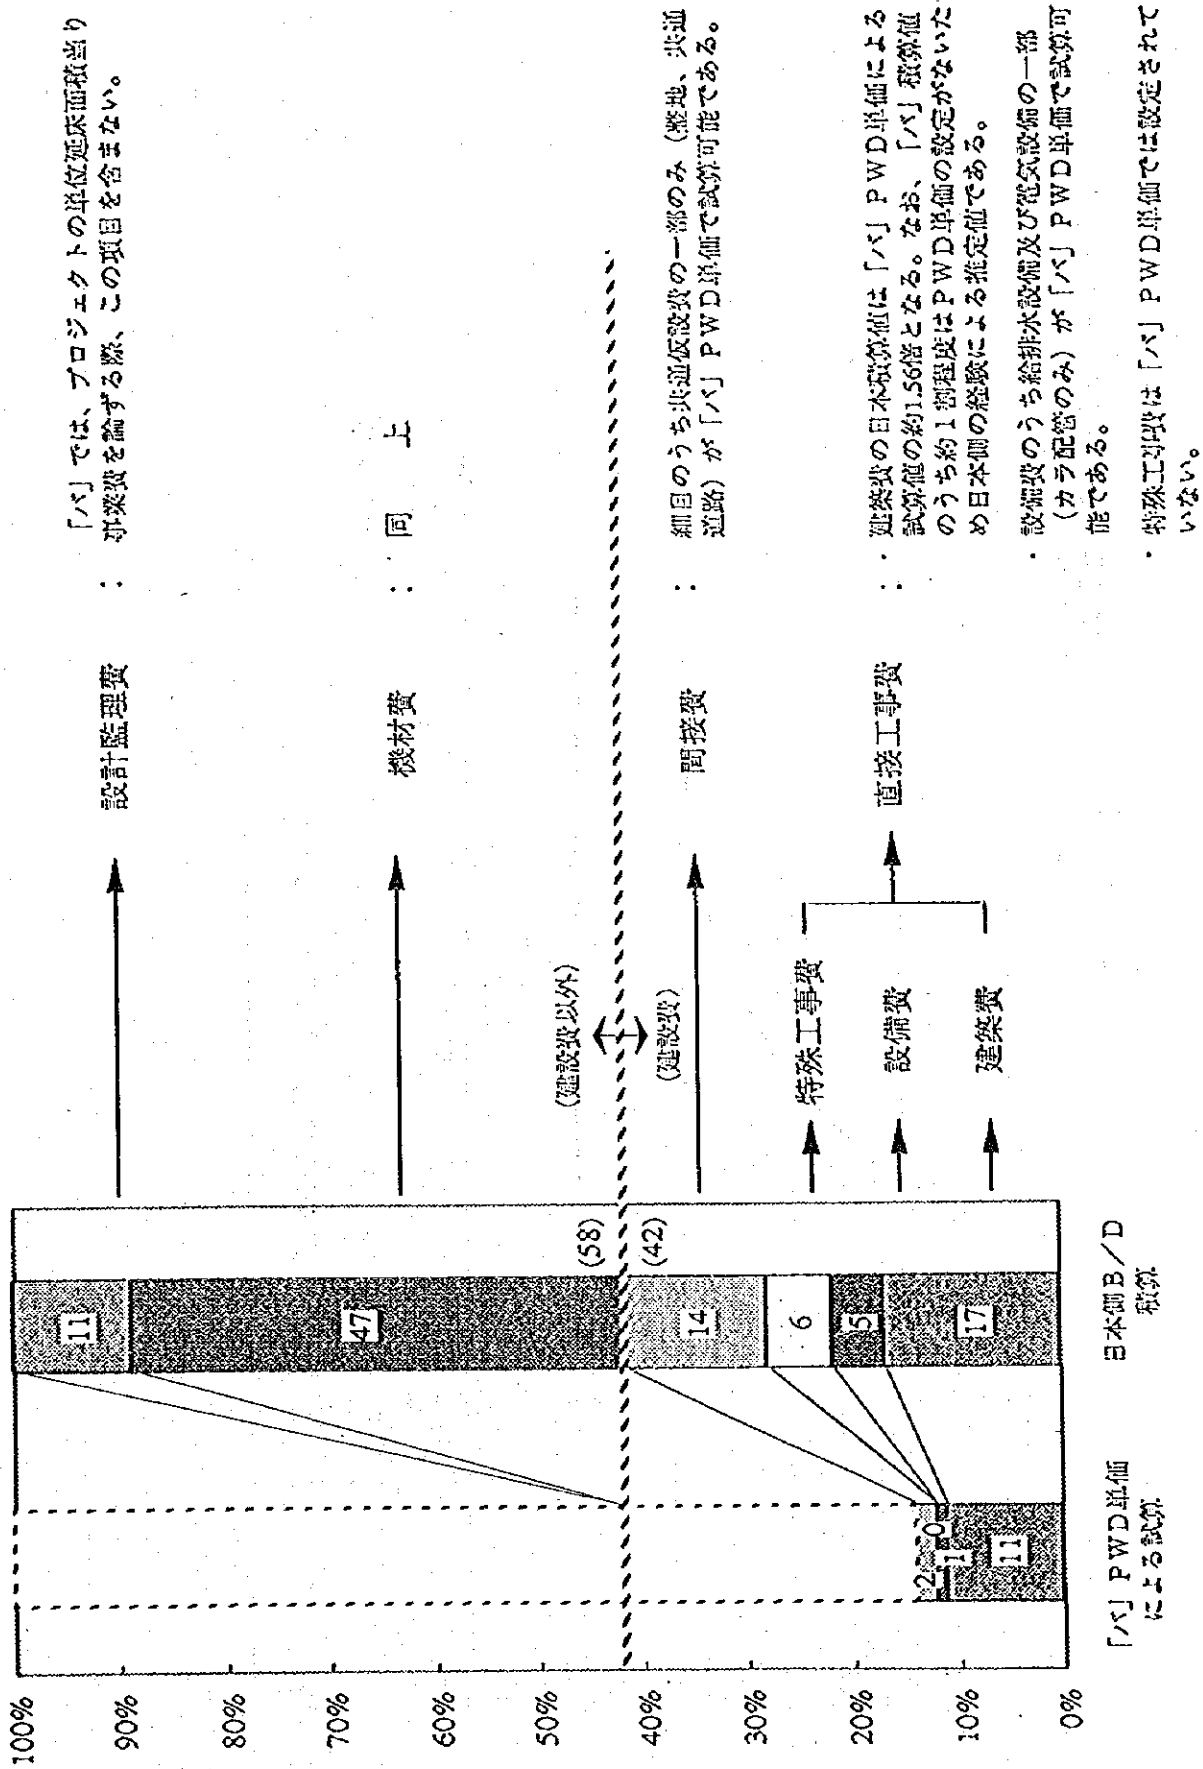 100%
90%
80%
70%
60%
50%
40%
30%
20%
10%
0%
11
47
(58)
(42)
14
6
5
17
2
0
1
11
「バ」PWD単価
による試算
日本側B/D
積算
(建設費以外)
(建設費)
特殊工事費
設備費
建築費
設計監理費 :
「バ」では、プロジェクトの単位延床面積当り
事業費を論ずる際、この項目を含まない。
機材費 : 同 上
間接費 :
細目のうち共通仮設費の一部のみ(整地、共通
道路)が「バ」PWD単価で試算可能である。
直接工事費 :
・建築費の日本積算値は「バ」PWD単価による
試算値の約1.56倍となる。なお、「バ」積算値
のうち約1割程度はPWD単価の設定がないた
め日本側の経験による推定値である。
・設備費のうち給排水設備及び電気設備の一部
(カラ配管のみ)が「バ」PWD単価で試算可
能である。
・特殊工事費は「バ」PWD単価では設定されて
いない。